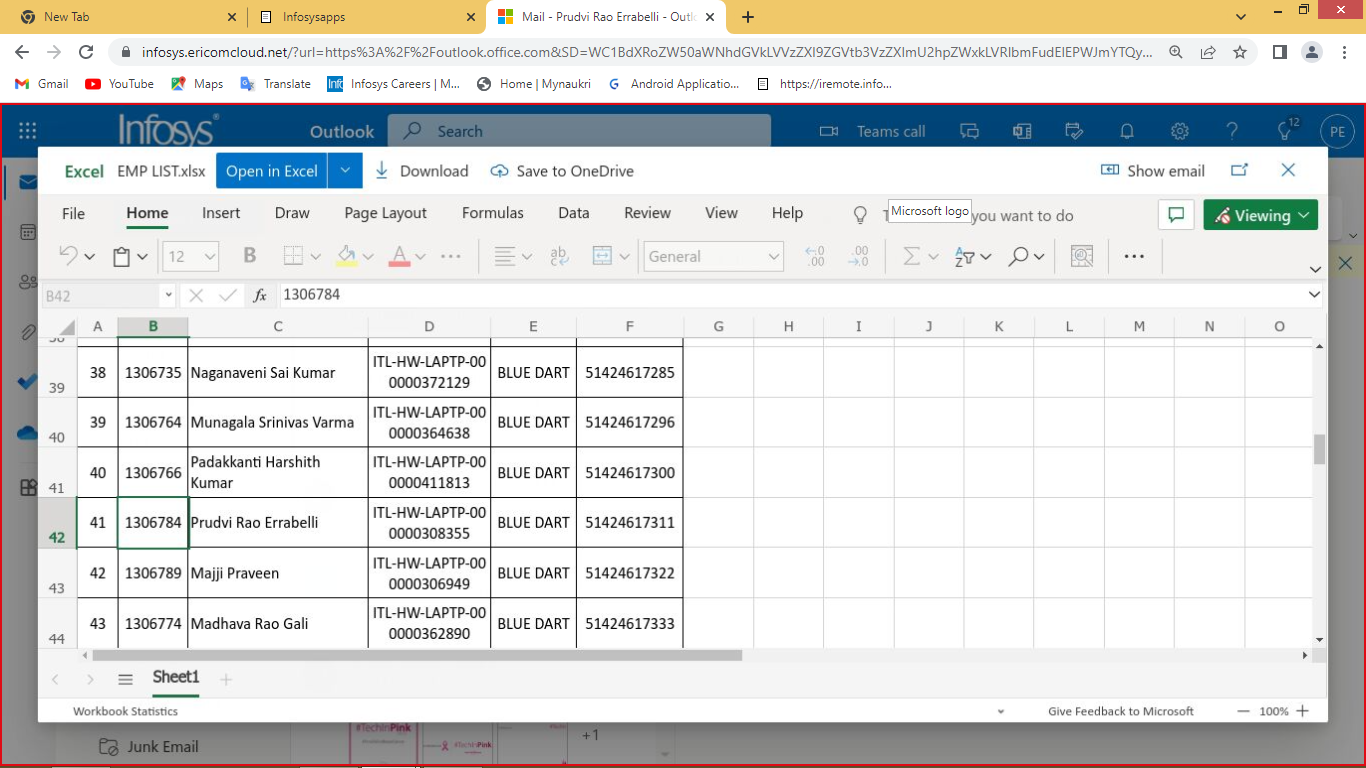 New Tab
Infosysapps
Mail - Prudvi Rao Errabelli - Outlo
infosys.ericomcloud.net/?url=https%3A%2F%2Foutlook.office.com&SD=
Gmail YouTube Maps Translate Infosys Careers | M... Home | Mynaukri Android Applicatio... https://iremote.info...
Infosys Outlook Search Teams call 12 PE
Excel EMP LIST.xlsx Open in Excel Download Save to OneDrive Show email
File Home Insert Draw Page Layout Formulas Data Review View Help Microsoft logo you want to do Viewing
12 B A ab General .00 .00
B42 fx 1306784
A B C D E F G H I J K L M N O
39 38 1306735 Naganaveni Sai Kumar ITL-HW-LAPTP-00 0000372129 BLUE DART 51424617285
40 39 1306764 Munagala Srinivas Varma ITL-HW-LAPTP-00 0000364638 BLUE DART 51424617296
41 40 1306766 Padakkanti Harshith Kumar ITL-HW-LAPTP-00 0000411813 BLUE DART 51424617300
42 41 1306784 Prudvi Rao Errabelli ITL-HW-LAPTP-00 0000308355 BLUE DART 51424617311
43 42 1306789 Majji Praveen ITL-HW-LAPTP-00 0000306949 BLUE DART 51424617322
44 43 1306774 Madhava Rao Gali ITL-HW-LAPTP-00 0000362890 BLUE DART 51424617333
Sheet1
Workbook Statistics Give Feedback to Microsoft 100%
#TechInPink
#TechInPink
+1
Junk Email